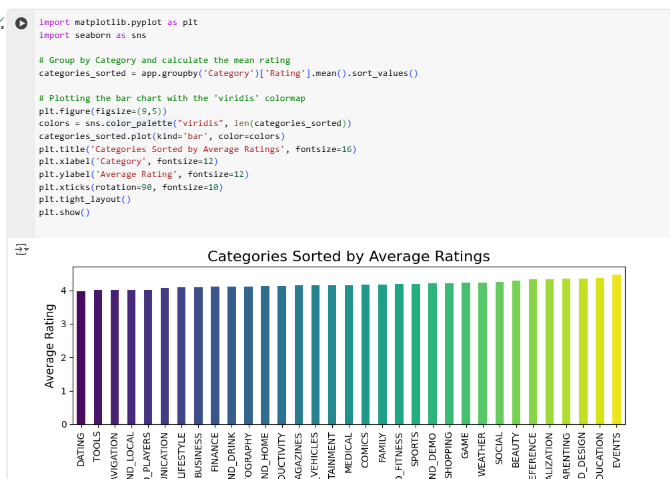 import matplotlib.pyplot as plt
import seaborn as sns
# Group by Category and calculate the mean rating
categories_sorted = app.groupby('Category')['Rating'].mean().sort_values()
# Plotting the bar chart with the 'viridis' colormap
plt.figure(figsize=(9,5))
colors = sns.color_palette("viridis", len(categories_sorted))
categories_sorted.plot(kind='bar', color=colors)
plt.title('Categories Sorted by Average Ratings', fontsize=16)
plt.xlabel('Category', fontsize=12)
plt.ylabel('Average Rating', fontsize=12)
plt.xticks(rotation=90, fontsize=10)
plt.tight_layout()
plt.show()
Categories Sorted by Average Ratings
Average Rating
4
3
2
1
0
DATING
TOOLS
AVIGATION
ND_LOCAL
D_PLAYERS
UNICATION
LIFESTYLE
BUSINESS
FINANCE
ND_DRINK
TOGRAPHY
ND_HOME
DUCTIVITY
AGAZINES
_VEHICLES
TAINMENT
MEDICAL
COMICS
FAMILY
D_FITNESS
SPORTS
ND_DEMO
SHOPPING
GAME
WEATHER
SOCIAL
BEAUTY
EFERENCE
ALIZATION
ARENTING
D_DESIGN
DUCATION
EVENTS